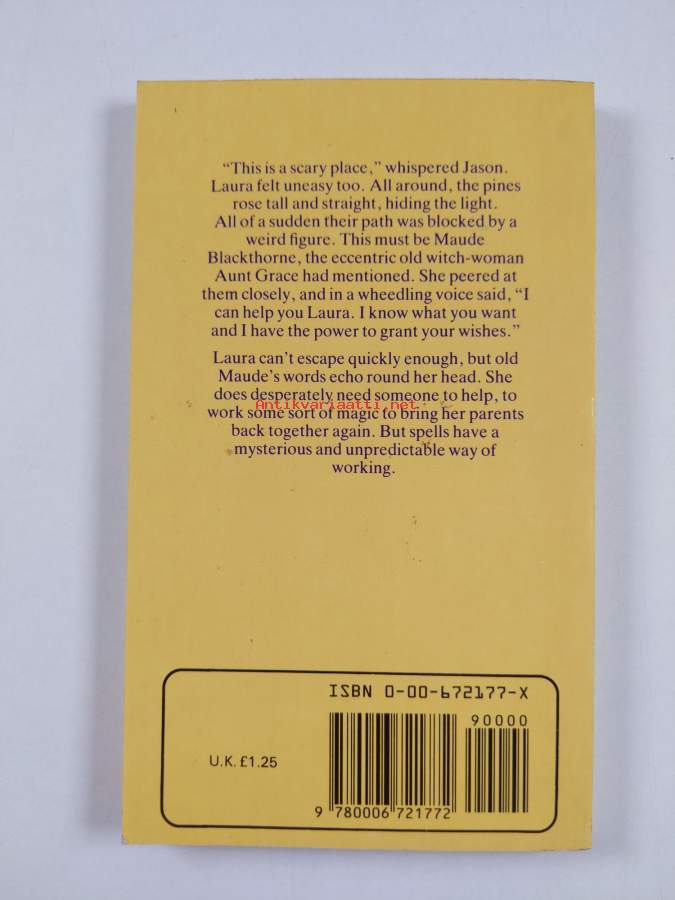 “This is a scary place,” whispered Jason.
Laura felt uneasy too. All around, the pines
rose tall and straight, hiding the light.
All of a sudden their path was blocked by a
weird figure. This must be Maude
Blackthorne, the eccentric old witch-woman
Aunt Grace had mentioned. She peered at
them closely, and in a wheedling voice said, “I
can help you Laura. I know what you want
and I have the power to grant your wishes.”
Laura can’t escape quickly enough, but old
Maude’s words echo round her head. She
does desperately need someone to help, to
Antikvariaatti.net
work some sort of magic to bring her parents
back together again. But spells have a
mysterious and unpredictable way of
working.
ISBN 0-00-672177-X
90000
U.K. £1.25
9 780006 721772